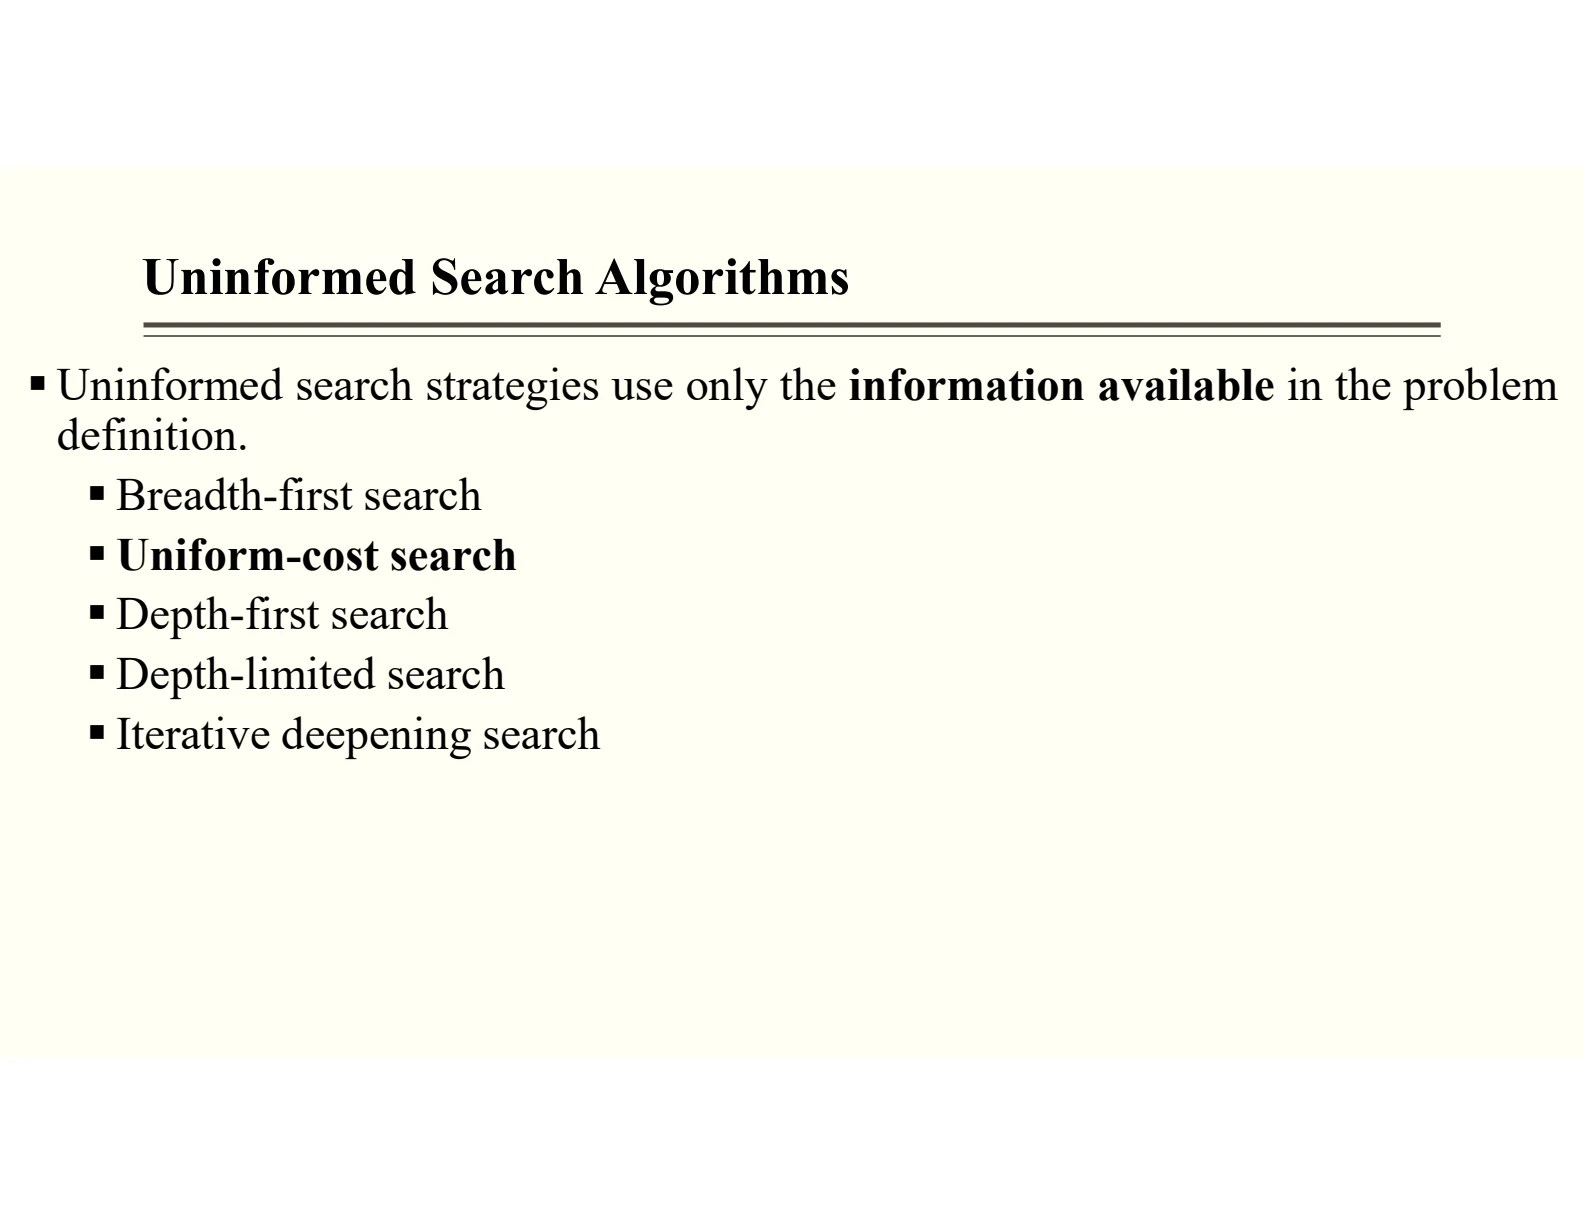 Uninformed Search Algorithms
▪ Uninformed search strategies use only the information available in the problem
definition.
▪ Breadth-first search
▪ Uniform-cost search
▪ Depth-first search
▪ Depth-limited search
▪ Iterative deepening search